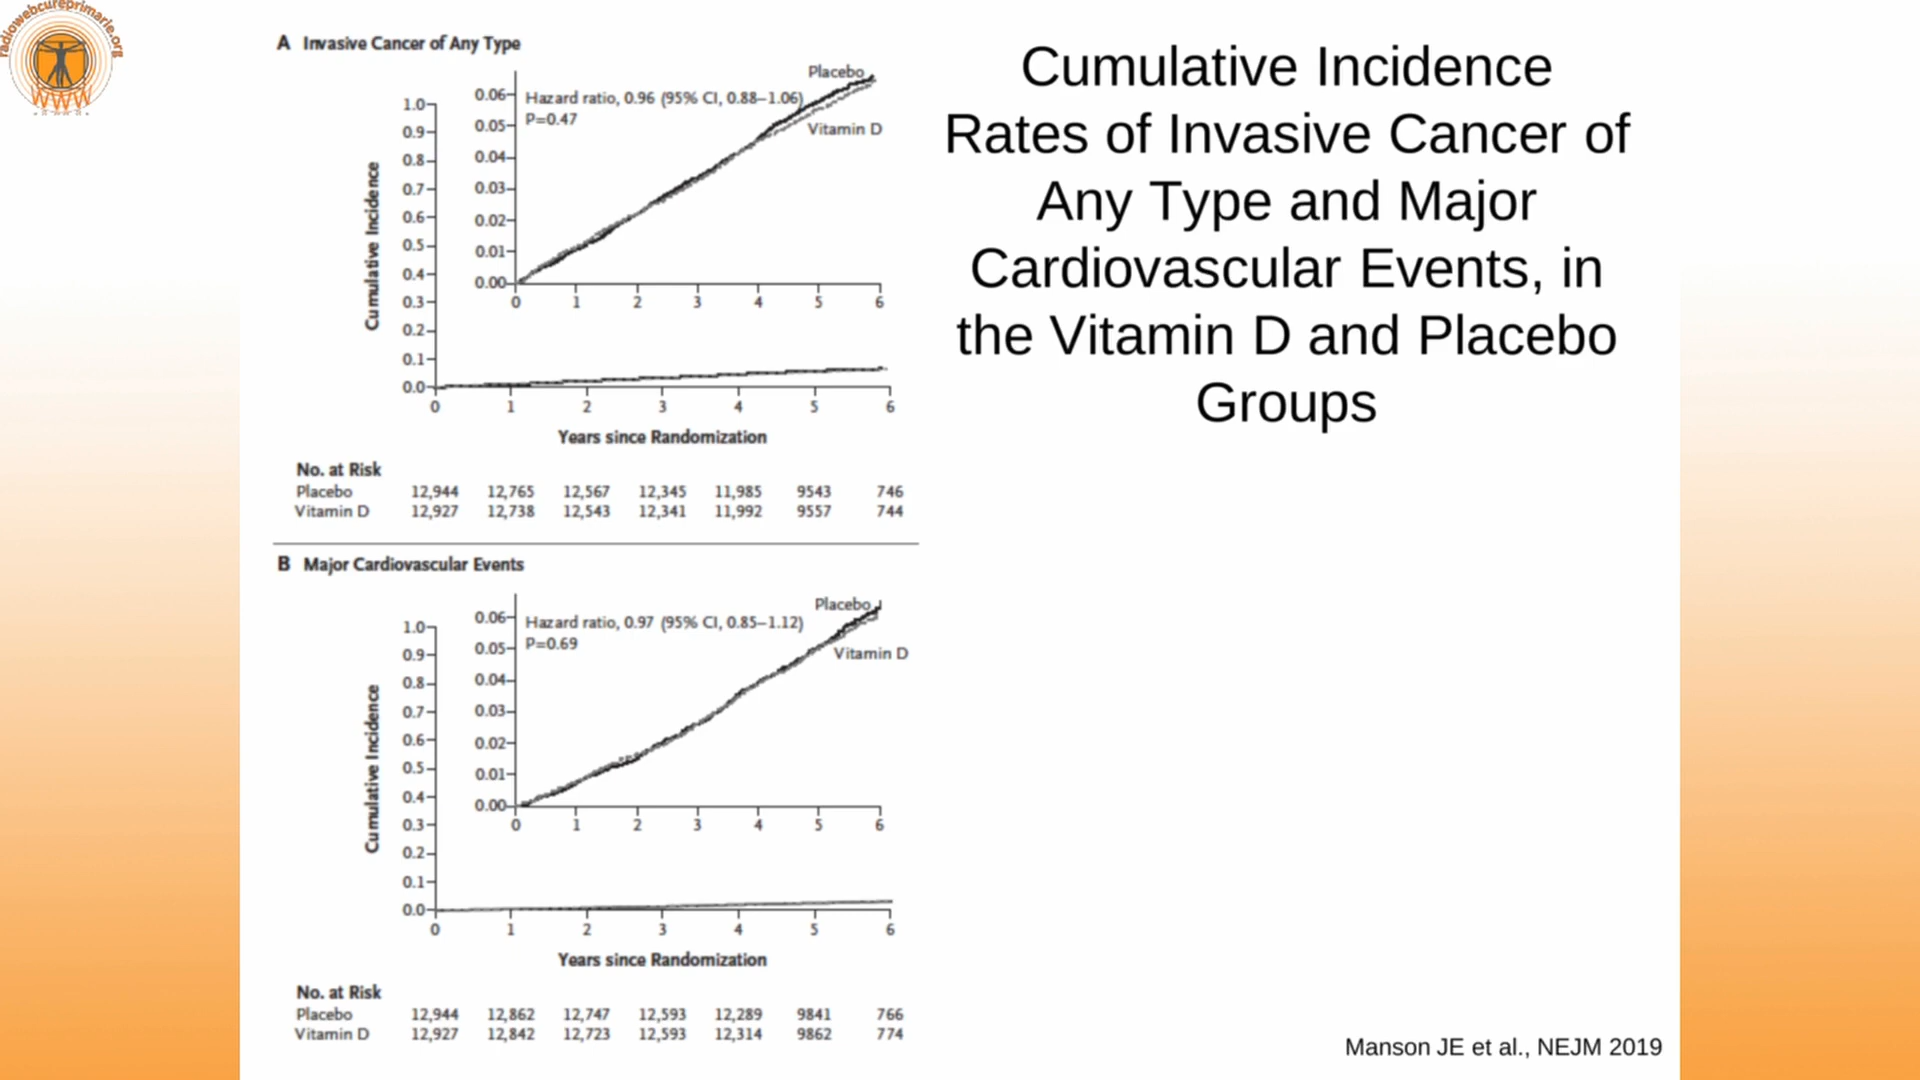 radiowebcureprimarie.org
WWW
A Invasive Cancer of Any Type
Cumulative Incidence
1.0
0.9
0.8
0.7
0.6
0.5
0.4
0.3
0.2
0.1
0.0
0 1 2 3 4 5 6
Years since Randomization
0.06
0.05
0.04
0.03
0.02
0.01
0.00
0 1 2 3 4 5 6
Hazard ratio, 0.96 (95% CI, 0.88–1.06)
P=0.47
Placebo
Vitamin D
No. at Risk
Placebo 12,944 12,765 12,567 12,345 11,985 9543 746
Vitamin D 12,927 12,738 12,543 12,341 11,992 9557 744
B Major Cardiovascular Events
Cumulative Incidence
1.0
0.9
0.8
0.7
0.6
0.5
0.4
0.3
0.2
0.1
0.0
0 1 2 3 4 5 6
Years since Randomization
0.06
0.05
0.04
0.03
0.02
0.01
0.00
0 1 2 3 4 5 6
Hazard ratio, 0.97 (95% CI, 0.85–1.12)
P=0.69
Placebo
Vitamin D
No. at Risk
Placebo 12,944 12,862 12,747 12,593 12,289 9841 766
Vitamin D 12,927 12,842 12,723 12,593 12,314 9862 774
Cumulative Incidence
Rates of Invasive Cancer of
Any Type and Major
Cardiovascular Events, in
the Vitamin D and Placebo
Groups
Manson JE et al., NEJM 2019